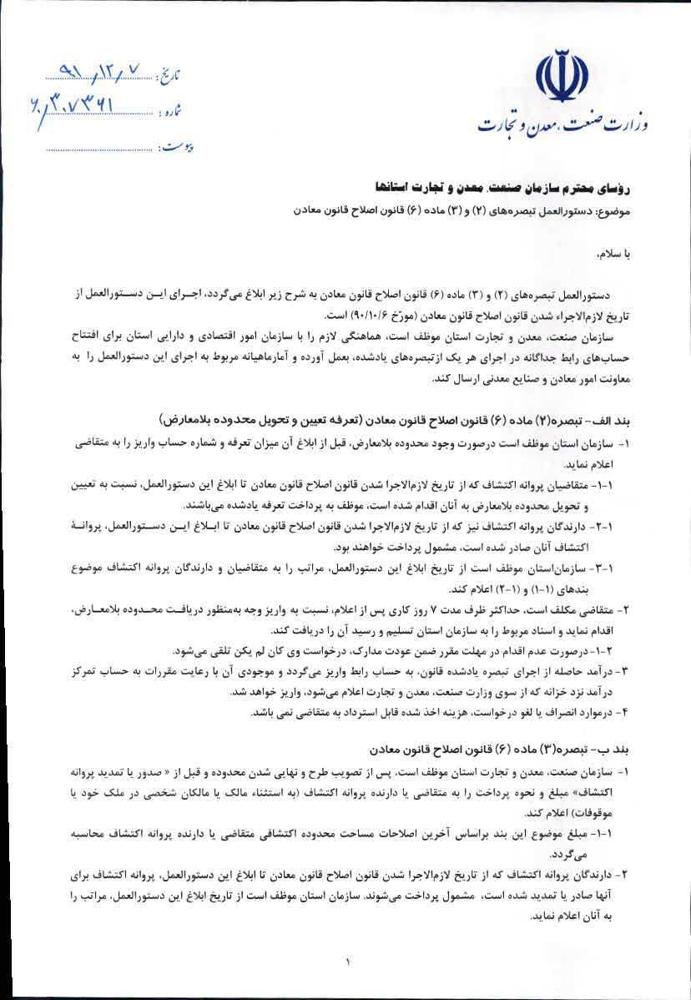 وزارت صنعت، معدن و تجارت
تاریخ: ۹۱/۱۲/۷
شماره: ۶۰/۳۰۷۳۶۱
پیوست:
رؤسای محترم سازمان صنعت، معدن و تجارت استانها
موضوع: دستورالعمل تبصره‌های (۲) و (۳) ماده (۶) قانون اصلاح قانون معادن
با سلام،
دستورالعمل تبصره‌های (۲) و (۳) ماده (۶) قانون اصلاح قانون معادن به شرح زیر ابلاغ می‌گردد، اجرای این دستورالعمل از
تاریخ لازم‌الاجراء شدن قانون اصلاح قانون معادن (مورّخ ۹۰/۱۰/۶) است.
سازمان صنعت، معدن و تجارت استان موظف است، هماهنگی لازم را با سازمان امور اقتصادی و دارایی استان برای افتتاح
حساب‌های رابط جداگانه در اجرای هر یک ازتبصره‌های یادشده، بعمل آورده و آمارماهیانه مربوط به اجرای این دستورالعمل را به
معاونت امور معادن و صنایع معدنی ارسال کند.
بند الف- تبصره(۲) ماده (۶) قانون اصلاح قانون معادن (تعرفه تعیین و تحویل محدوده بلامعارض)
۱- سازمان استان موظف است درصورت وجود محدوده بلامعارض، قبل از ابلاغ آن میزان تعرفه و شماره حساب واریز را به متقاضی
اعلام نماید.
۱-۱- متقاضیان پروانه اکتشاف که از تاریخ لازم‌الاجرا شدن قانون اصلاح قانون معادن تا ابلاغ این دستورالعمل، نسبت به تعیین
و تحویل محدوده بلامعارض به آنان اقدام شده است، موظف به پرداخت تعرفه یادشده می‌باشند.
۲-۱- دارندگان پروانه اکتشاف نیز که از تاریخ لازم‌الاجرا شدن قانون اصلاح قانون معادن تا ابلاغ این دستورالعمل، پروانهٔ
اکتشاف آنان صادر شده است، مشمول پرداخت خواهند بود.
۳-۱- سازمان‌استان موظف است از تاریخ ابلاغ این دستورالعمل، مراتب را به متقاضیان و دارندگان پروانه اکتشاف موضوع
بندهای (۱-۱) و (۲-۱) اعلام کند.
۲- متقاضی مکلف است، حداکثر ظرف مدت ۷ روز کاری پس از اعلام، نسبت به واریز وجه به‌منظور دریافت محدوده بلامعارض،
اقدام نماید و اسناد مربوط را به سازمان استان تسلیم و رسید آن را دریافت کند.
۱-۲-درصورت عدم اقدام در مهلت مقرر ضمن عودت مدارک، درخواست وی کان لم یکن تلقی می‌شود.
۳- درآمد حاصله از اجرای تبصره یادشده قانون، به حساب رابط واریز می‌گردد و موجودی آن با رعایت مقررات به حساب تمرکز
درآمد نزد خزانه که از سوی وزارت صنعت، معدن و تجارت اعلام می‌شود، واریز خواهد شد.
۴- درموارد انصراف یا لغو درخواست، هزینه اخذ شده قابل استرداد به متقاضی نمی باشد.
بند ب- تبصره(۳) ماده (۶) قانون اصلاح قانون معادن
۱- سازمان صنعت، معدن و تجارت استان موظف است، پس از تصویب طرح و نهایی شدن محدوده و قبل از « صدور یا تمدید پروانه
اکتشاف» مبلغ و نحوه پرداخت را به متقاضی یا دارنده پروانه اکتشاف (به استثناء مالک یا مالکان شخصی در ملک خود یا
موقوفات) اعلام کند.
۱-۱- مبلغ موضوع این بند براساس آخرین اصلاحات مساحت محدوده اکتشافی متقاضی یا دارنده پروانه اکتشاف محاسبه
می‌گردد.
۲- دارندگان پروانه اکتشاف که از تاریخ لازم‌الاجرا شدن قانون اصلاح قانون معادن تا ابلاغ این دستورالعمل، پروانه اکتشاف برای
آنها صادر یا تمدید شده است، مشمول پرداخت می‌شوند. سازمان استان موظف است از تاریخ ابلاغ این دستورالعمل، مراتب را
به آنان اعلام نماید.
۱